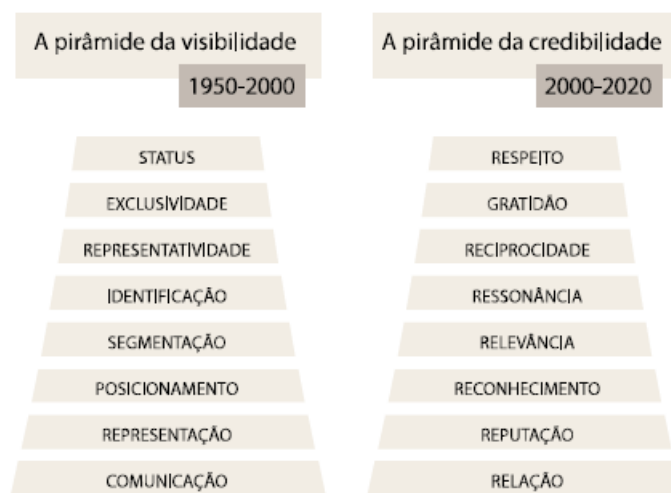 A pirâmide da visibilidade
1950-2000
STATUS
EXCLUSIVIDADE
REPRESENTATIVIDADE
IDENTIFICAÇÃO
SEGMENTAÇÃO
POSICIONAMENTO
REPRESENTAÇÃO
COMUNICAÇÃO
A pirâmide da credibilidade
2000-2020
RESPEITO
GRATIDÃO
RECIPROCIDADE
RESSONÂNCIA
RELEVÂNCIA
RECONHECIMENTO
REPUTAÇÃO
RELAÇÃO